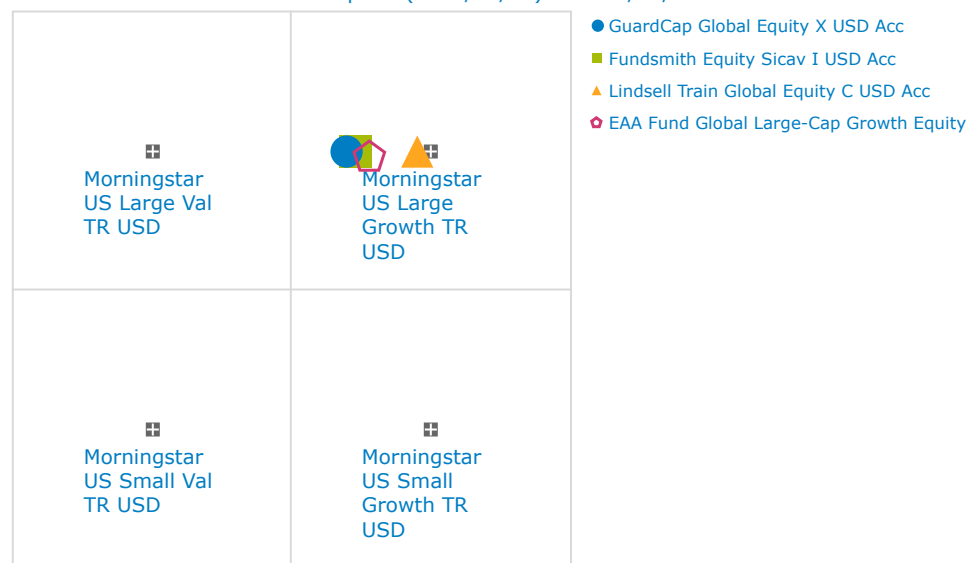 GuardCap Global Equity X USD Acc
Fundsmith Equity Sicav I USD Acc
Lindsell Train Global Equity C USD Acc
EAA Fund Global Large-Cap Growth Equity
Morningstar
US Large Val
TR USD
Morningstar
US Large
Growth TR
USD
Morningstar
US Small Val
TR USD
Morningstar
US Small
Growth TR
USD